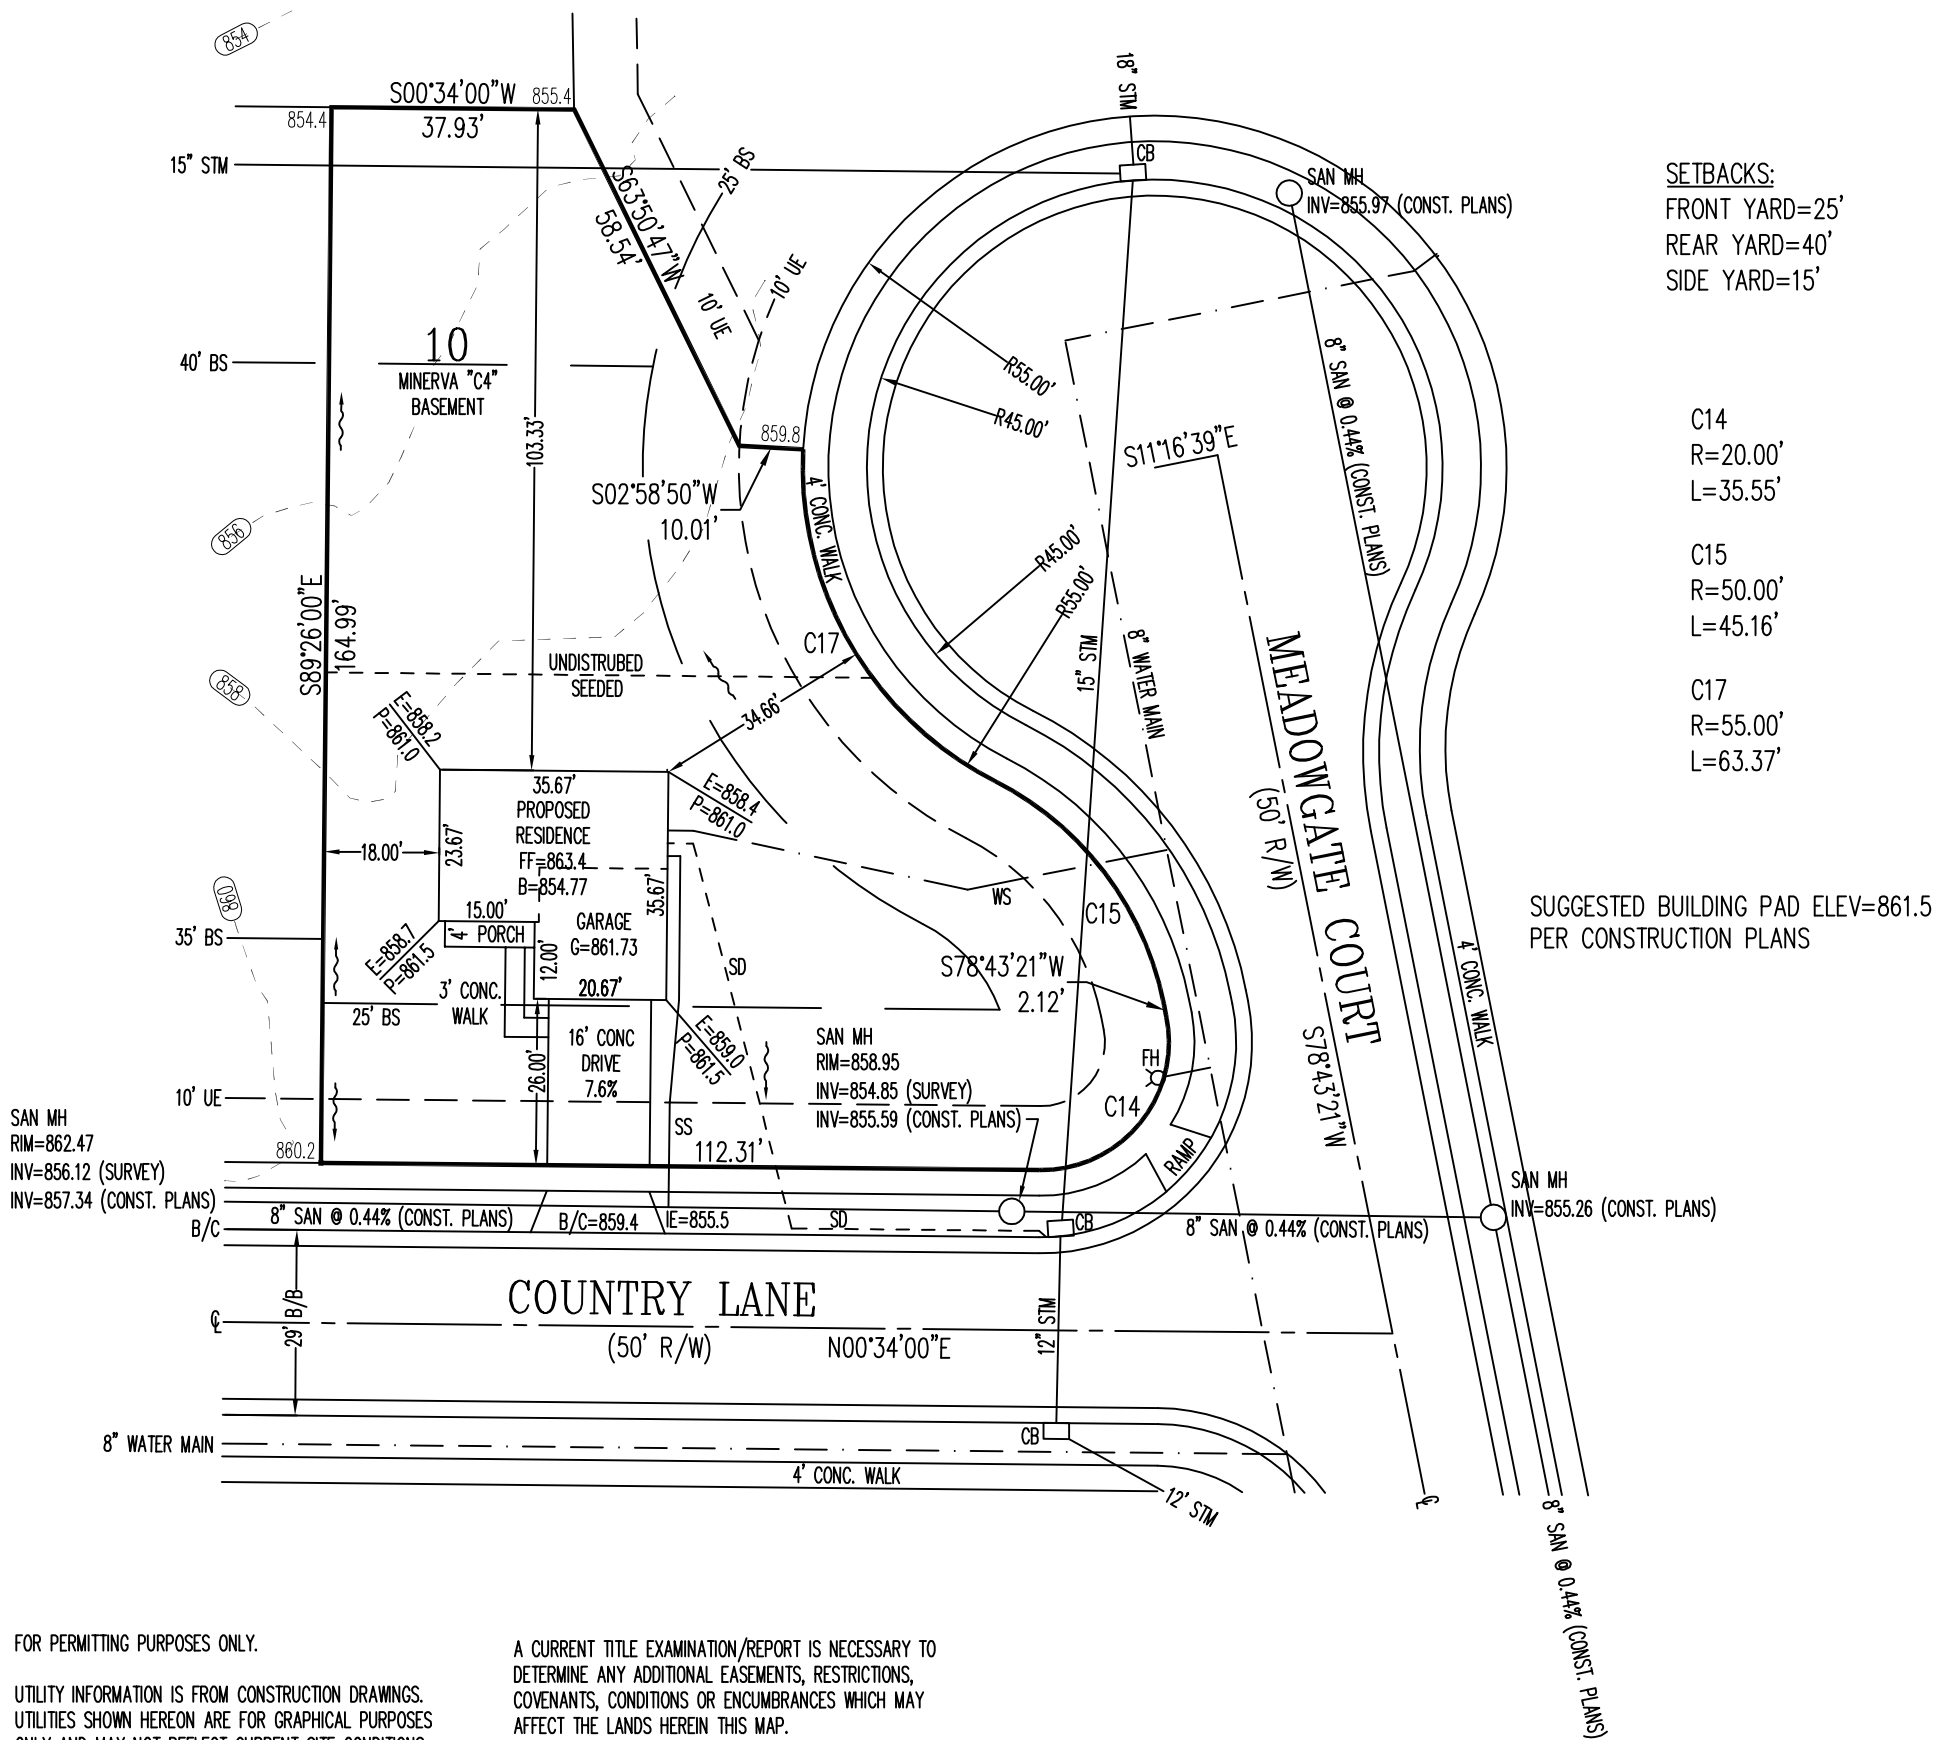 854
S00°34'00"W
855.4
854.4
37.93'
18" STM
15" STM
CB
SAN MH
INV=855.97 (CONST. PLANS)
SETBACKS:
FRONT YARD=25'
REAR YARD=40'
SIDE YARD=15'
S63°50'47"W
58.54'
25' BS
10' UE
10' UE
40' BS
10
MINERVA "C4"
BASEMENT
103.33'
R55.00'
R45.00'
8" SAN @ 0.44% (CONST. PLANS)
859.8
S11°16'39"E
C14
R=20.00'
L=35.55'
C15
R=50.00'
L=45.16'
C17
R=55.00'
L=63.37'
S02°58'50"W
10.01'
4' CONC. WALK
856
R45.00'
R55.00'
S89°26'00"E
164.99'
C17
15" STM
8" WATER MAIN
MEADOWGATE COURT
(50' R/W)
UNDISTRUBED
SEEDED
858
34.66'
E=858.2
P=861.0
35.67'
PROPOSED
RESIDENCE
FF=863.4
B=854.77
E=858.4
P=861.0
18.00'
23.67'
35.67'
WS
860
15.00'
4' PORCH
GARAGE
G=861.73
C15
SUGGESTED BUILDING PAD ELEV=861.5
PER CONSTRUCTION PLANS
35' BS
E=858.7
P=861.5
12.00'
SD
S78°43'21"W
2.12'
4' CONC. WALK
3' CONC.
WALK
20.67'
25' BS
16' CONC
DRIVE
7.6%
26.00'
E=859.0
P=861.5
SAN MH
RIM=858.95
INV=854.85 (SURVEY)
INV=855.59 (CONST. PLANS)
FH
S78°43'21"W
10' UE
C14
SAN MH
RIM=862.47
INV=856.12 (SURVEY)
INV=857.34 (CONST. PLANS)
860.2
SS
112.31'
RAMP
SAN MH
INV=855.26 (CONST. PLANS)
B/C
8" SAN @ 0.44% (CONST. PLANS)
B/C=859.4
IE=855.5
SD
CB
8" SAN @ 0.44% (CONST. PLANS)
29' B/B
COUNTRY LANE
(50' R/W)
N00°34'00"E
12" STM
8" WATER MAIN
CB
4' CONC. WALK
12' STM
8" SAN @ 0.44% (CONST. PLANS)
FOR PERMITTING PURPOSES ONLY.
UTILITY INFORMATION IS FROM CONSTRUCTION DRAWINGS.
UTILITIES SHOWN HEREON ARE FOR GRAPHICAL PURPOSES
A CURRENT TITLE EXAMINATION/REPORT IS NECESSARY TO
DETERMINE ANY ADDITIONAL EASEMENTS, RESTRICTIONS,
COVENANTS, CONDITIONS OR ENCUMBRANCES WHICH MAY
AFFECT THE LANDS HEREIN THIS MAP.